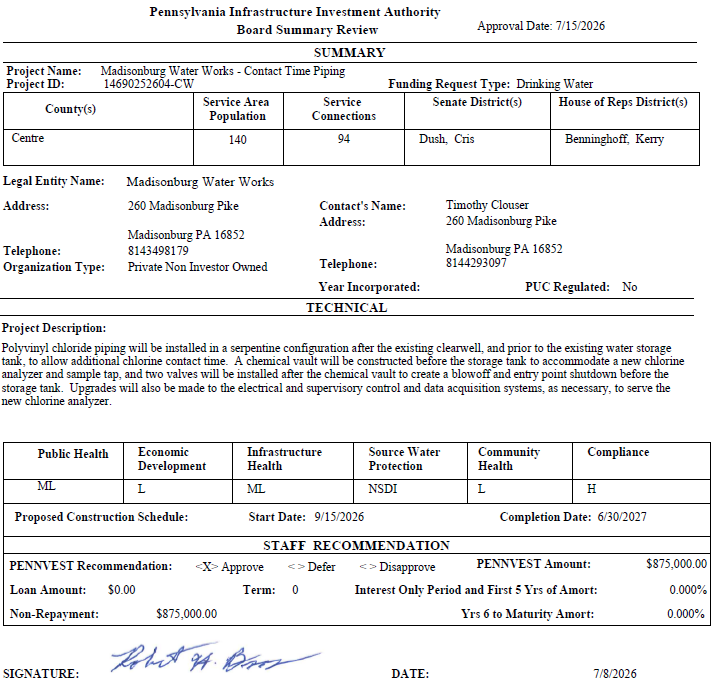 Pennsylvania Infrastructure Investment Authority
Board Summary Review
Approval Date: 7/15/2026
SUMMARY
Project Name: Madisonburg Water Works - Contact Time Piping
Project ID: 14690252604-CW Funding Request Type: Drinking Water
County(s) Service Area Population Service Connections Senate District(s) House of Reps District(s)
Centre 140 94 Dush, Cris Benninghoff, Kerry
Legal Entity Name: Madisonburg Water Works
Address: 260 Madisonburg Pike Contact's Name: Timothy Clouser
Address: 260 Madisonburg Pike
Madisonburg PA 16852 Madisonburg PA 16852
Telephone: 8143498179 Telephone: 8144293097
Organization Type: Private Non Investor Owned
Year Incorporated: PUC Regulated: No
TECHNICAL
Project Description:
Polyvinyl chloride piping will be installed in a serpentine configuration after the existing clearwell, and prior to the existing water storage
tank, to allow additional chlorine contact time. A chemical vault will be constructed before the storage tank to accommodate a new chlorine
analyzer and sample tap, and two valves will be installed after the chemical vault to create a blowoff and entry point shutdown before the
storage tank. Upgrades will also be made to the electrical and supervisory control and data acquisition systems, as necessary, to serve the
new chlorine analyzer.
Public Health Economic Development Infrastructure Health Source Water Protection Community Health Compliance
ML L ML NSDI L H
Proposed Construction Schedule: Start Date: 9/15/2026 Completion Date: 6/30/2027
STAFF RECOMMENDATION
PENNVEST Recommendation: <X> Approve < > Defer < > Disapprove PENNVEST Amount: $875,000.00
Loan Amount: $0.00 Term: 0 Interest Only Period and First 5 Yrs of Amort: 0.000%
Non-Repayment: $875,000.00 Yrs 6 to Maturity Amort: 0.000%
SIGNATURE: DATE: 7/8/2026